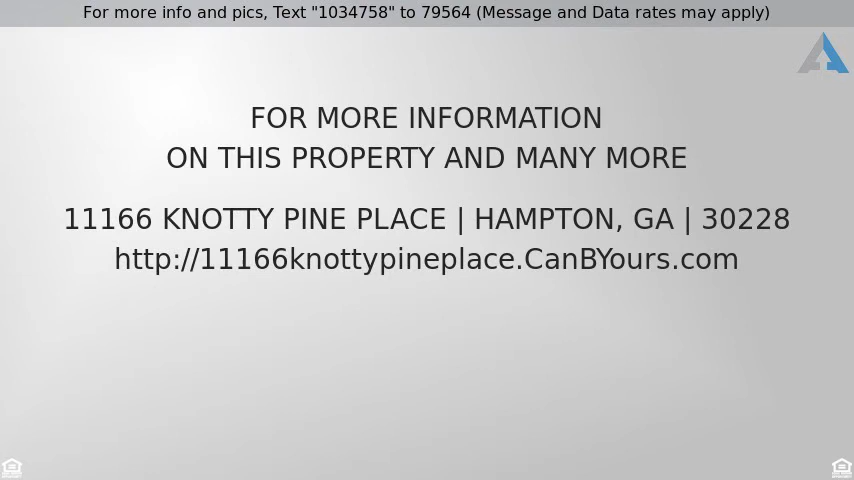 For more info and pics, Text "1034758" to 79564 (Message and Data rates may apply)
FOR MORE INFORMATION
ON THIS PROPERTY AND MANY MORE
11166 KNOTTY PINE PLACE | HAMPTON, GA | 30228
http://11166knottypineplace.CanBYours.com